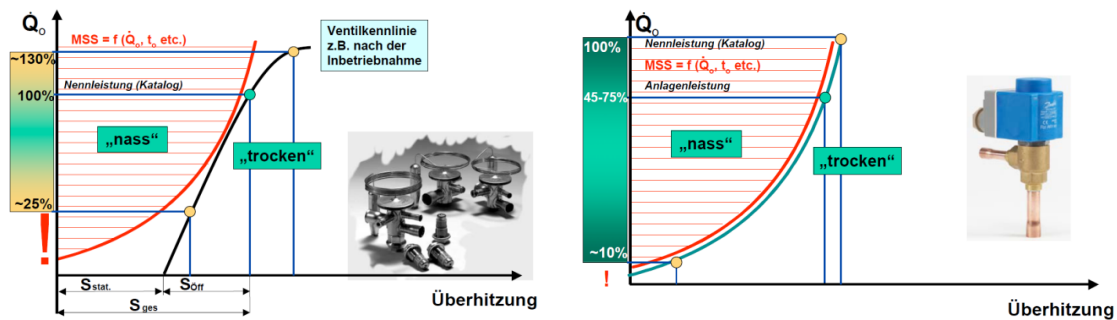 Q̇o
MSS = f (Q̇o, to etc.)
Ventilkennlinie
z.B. nach der
Inbetriebnahme
~130%
Nennleistung (Katalog)
100%
„nass“
„trocken“
~25%
!
Sstat.
SÖff
Sges
Überhitzung
Q̇o
100%
Nennleistung (Katalog)
MSS = f (Q̇o, to etc.)
Anlagenleistung
45-75%
„nass“
„trocken“
~10%
!
Überhitzung